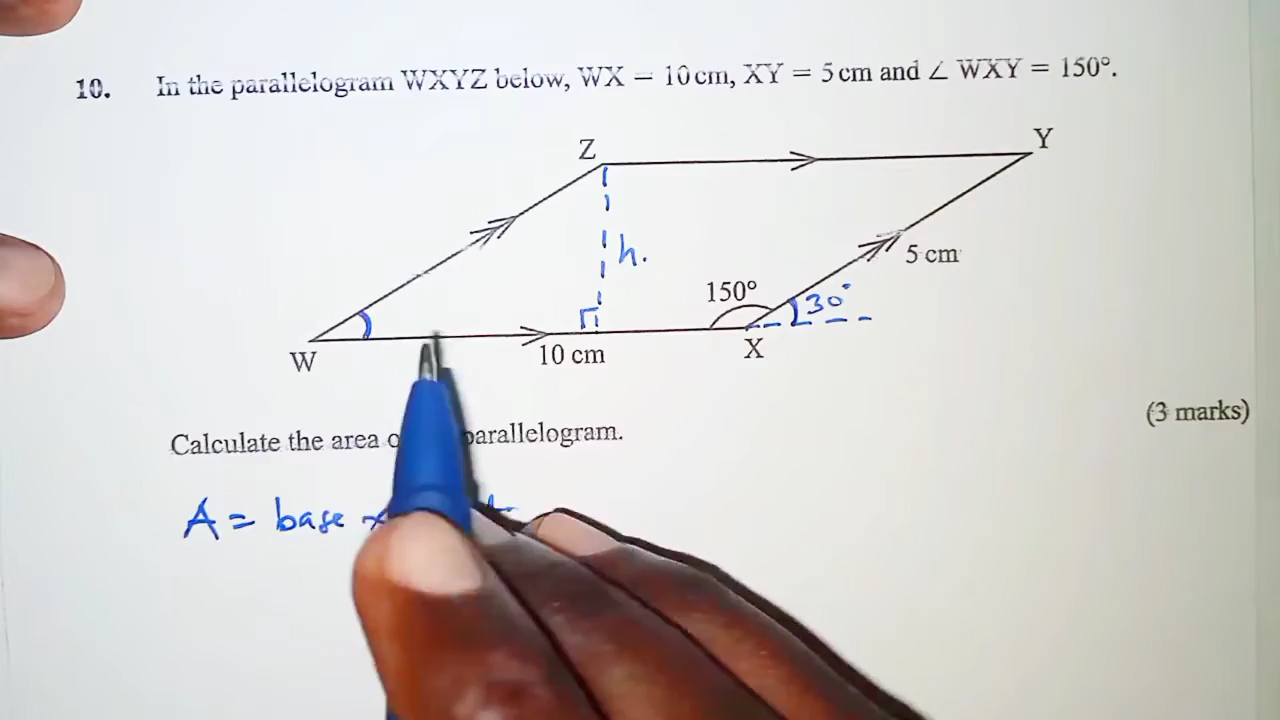 10. In the parallelogram WXYZ below, WX = 10 cm, XY = 5 cm and ∠ WXY = 150°.
Z
Y
h.
5 cm
150°
30°
W
10 cm
X
(3 marks)
Calculate the area parallelogram.
A = base ×